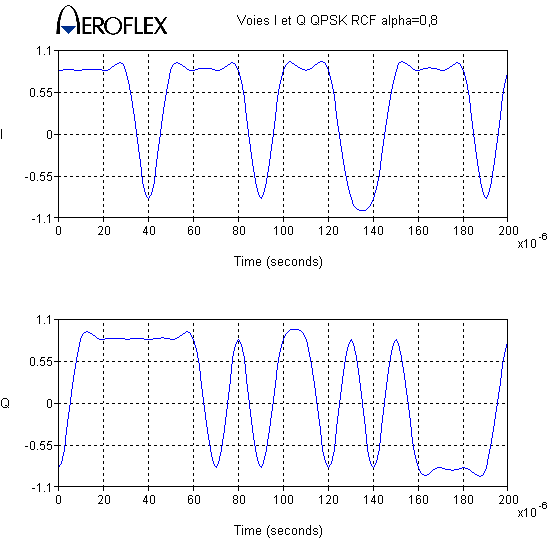 AEROFLEX
Voies I et Q QPSK RCF alpha=0,8
1.1
0.55
0
-0.55
-1.1
I
0 20 40 60 80 100 120 140 160 180 200
x10-6
Time (seconds)
1.1
0.55
0
-0.55
-1.1
Q
0 20 40 60 80 100 120 140 160 180 200
x10-6
Time (seconds)